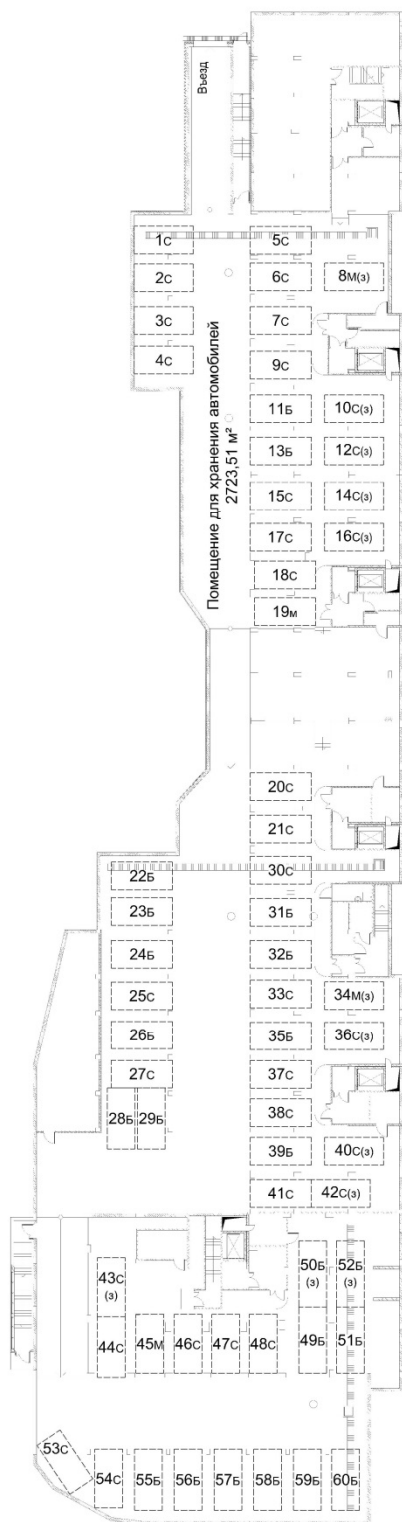 Въезд
1С
5С
2С
6С
8М(з)
3С
7С
4С
9С
Помещение для хранения автомобилей
2723,51 м²
11Б
10С(з)
13Б
12С(з)
15С
14С(з)
17С
16С(з)
18С
19м
20С
21С
22Б
30С
23Б
31Б
24Б
32Б
25С
33С
34М(з)
26Б
35Б
36С(з)
27С
37С
28Б
29Б
38С
39Б
40С(з)
41С
42С(з)
43С
(з)
50Б
(з)
52Б
(з)
44С
45М
46С
47С
48С
49Б
51Б
53С
54С
55Б
56Б
57Б
58Б
59Б
60Б